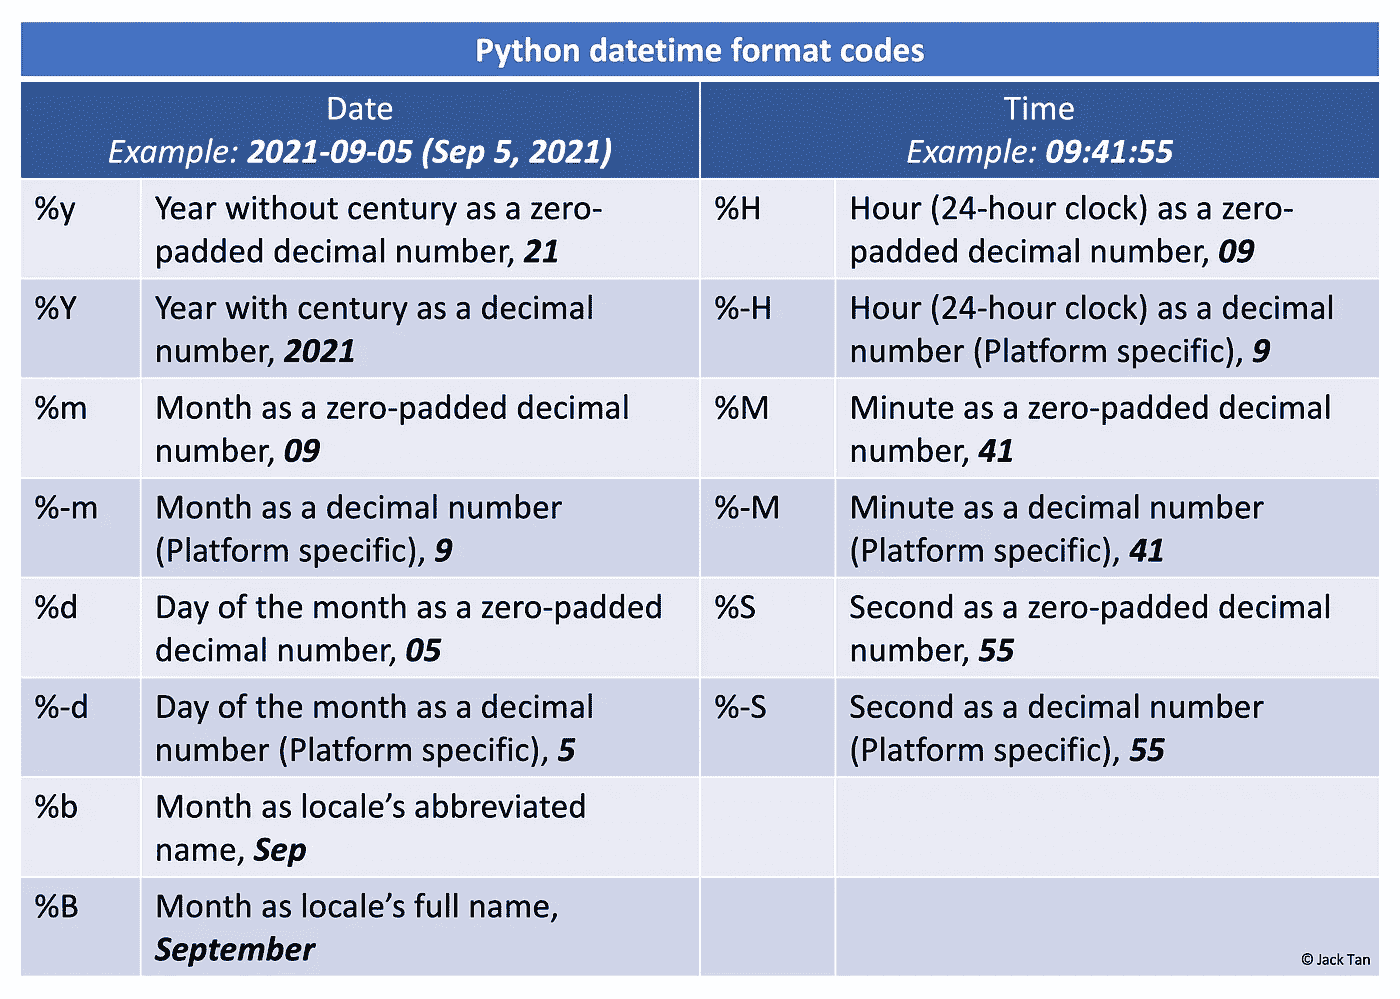 Python datetime format codes
Date
Example: 2021-09-05 (Sep 5, 2021)
Time
Example: 09:41:55
%y
Year without century as a zero-
padded decimal number, 21
%H
Hour (24-hour clock) as a zero-
padded decimal number, 09
%Y
Year with century as a decimal
number, 2021
%-H
Hour (24-hour clock) as a decimal
number (Platform specific), 9
%m
Month as a zero-padded decimal
number, 09
%M
Minute as a zero-padded decimal
number, 41
%-m
Month as a decimal number
(Platform specific), 9
%-M
Minute as a decimal number
(Platform specific), 41
%d
Day of the month as a zero-padded
decimal number, 05
%S
Second as a zero-padded decimal
number, 55
%-d
Day of the month as a decimal
number (Platform specific), 5
%-S
Second as a decimal number
(Platform specific), 55
%b
Month as locale’s abbreviated
name, Sep
%B
Month as locale’s full name,
September
© Jack Tan